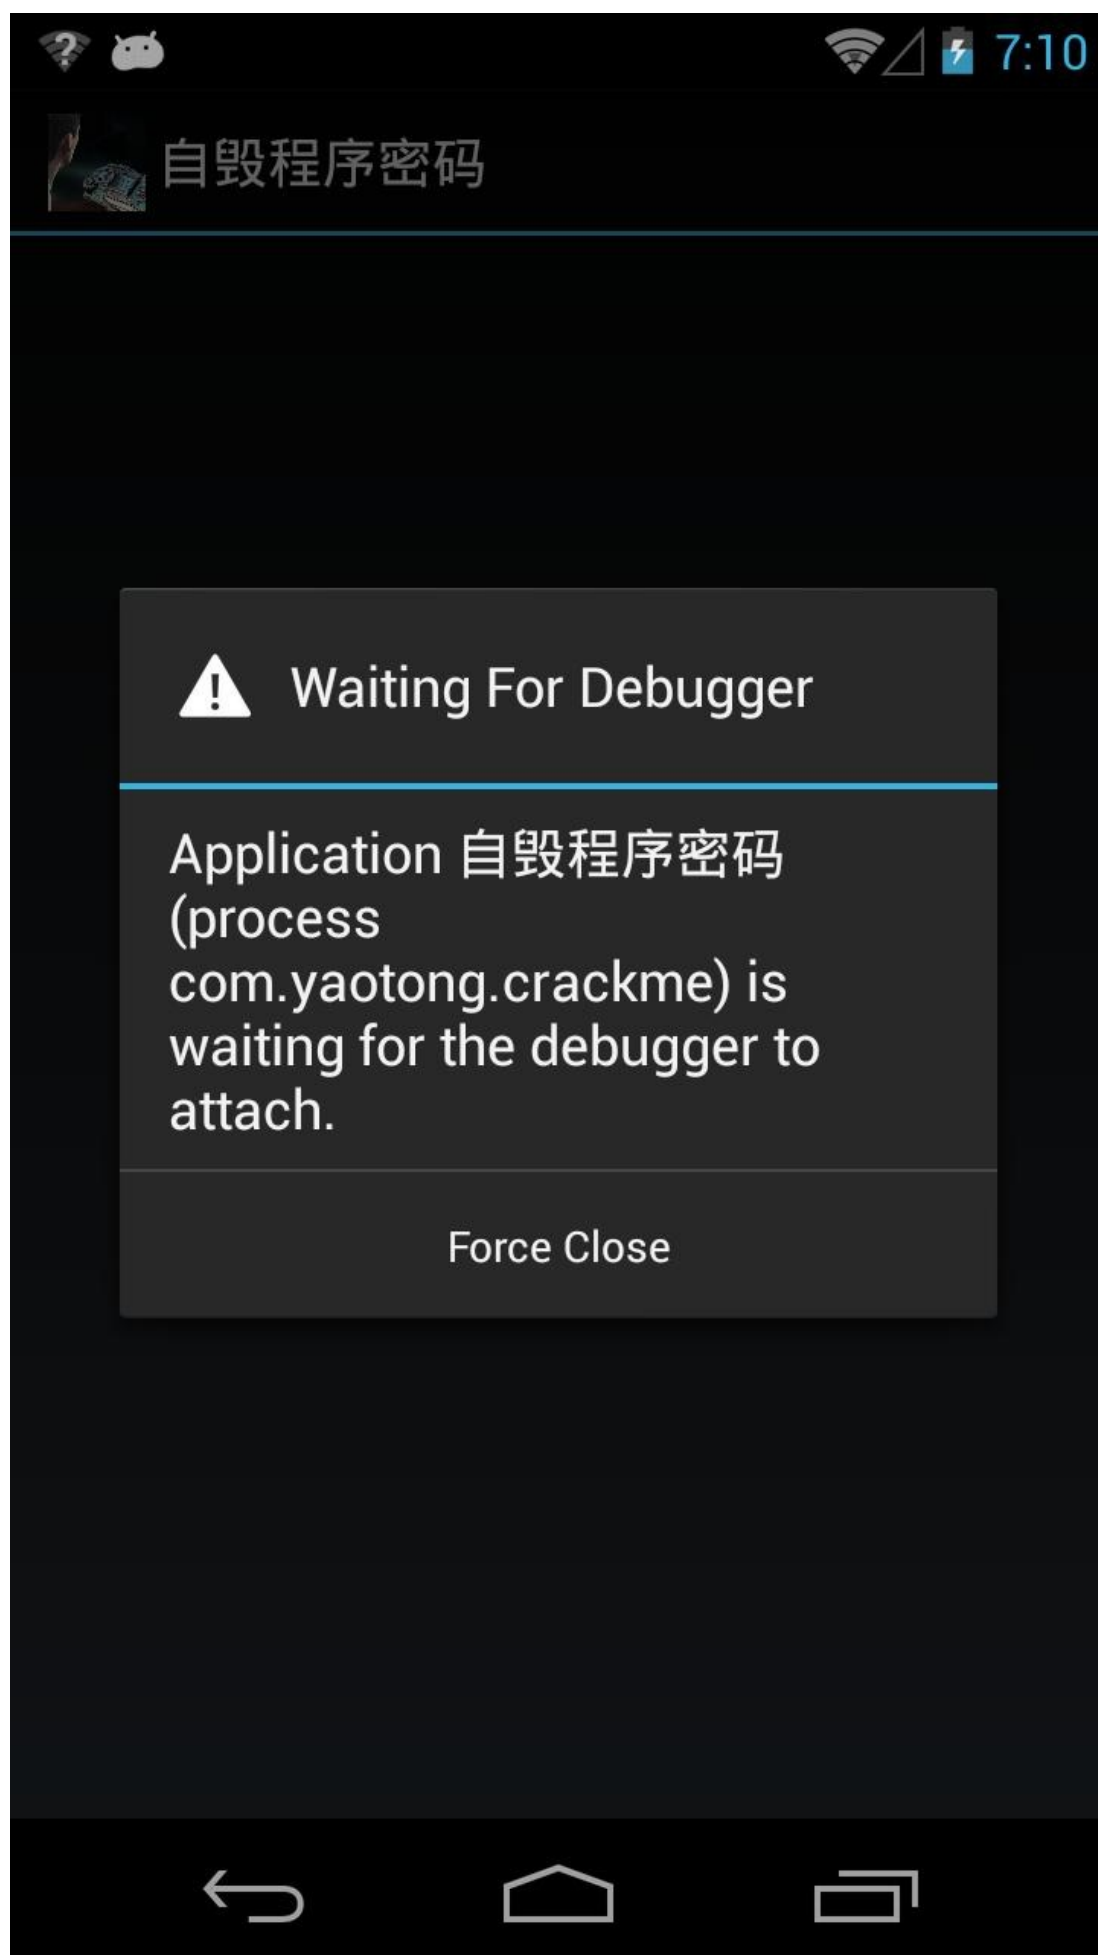 7:10
自毁程序密码
Waiting For Debugger
Application 自毁程序密码
(process
com.yaotong.crackme) is
waiting for the debugger to
attach.
Force Close